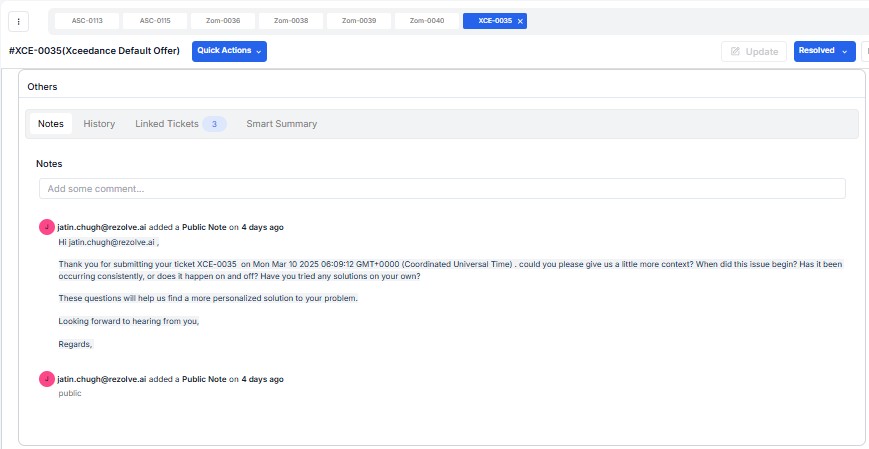 ASC-0113 ASC-0115 Zom-0036 Zom-0038 Zom-0039 Zom-0040 XCE-0035 ×
#XCE-0035(Xceedance Default Offer) Quick Actions Update Resolved
Others
Notes History Linked Tickets 3 Smart Summary
Notes
Add some comment...
J jatin.chugh@rezolve.ai added a Public Note on 4 days ago
Hi jatin.chugh@rezolve.ai ,
Thank you for submitting your ticket XCE-0035 on Mon Mar 10 2025 06:09:12 GMT+0000 (Coordinated Universal Time) . could you please give us a little more context? When did this issue begin? Has it been
occurring consistently, or does it happen on and off? Have you tried any solutions on your own?
These questions will help us find a more personalized solution to your problem.
Looking forward to hearing from you,
Regards,
J jatin.chugh@rezolve.ai added a Public Note on 4 days ago
public